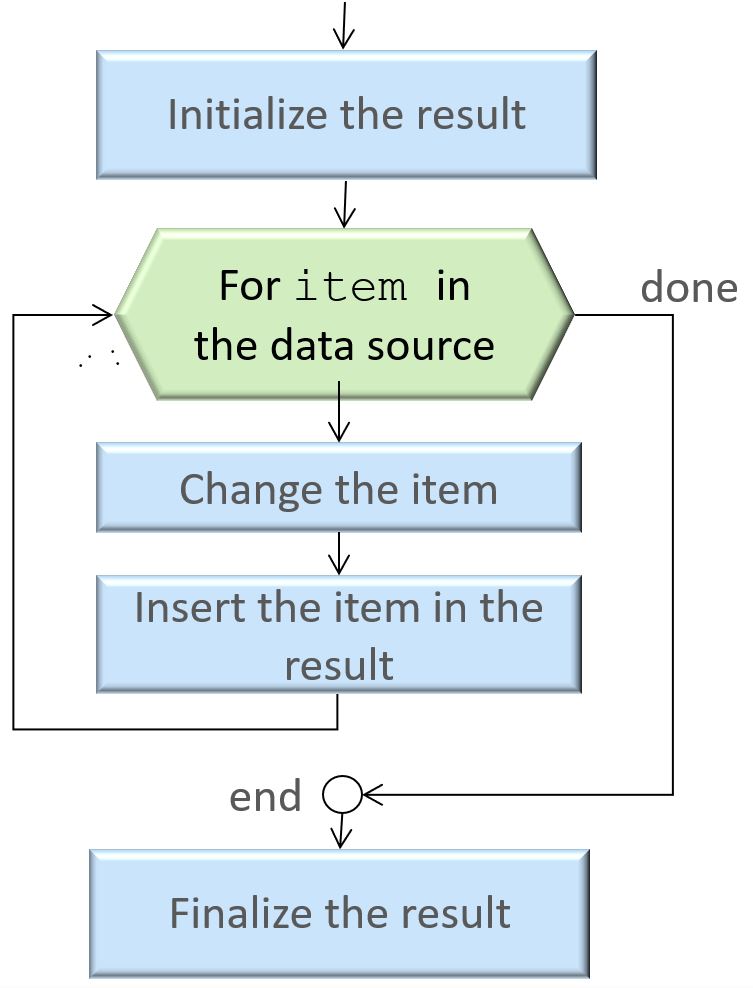 Initialize the result
For item in
done
the data source
Change the item
Insert the item in the
result
end
Finalize the result